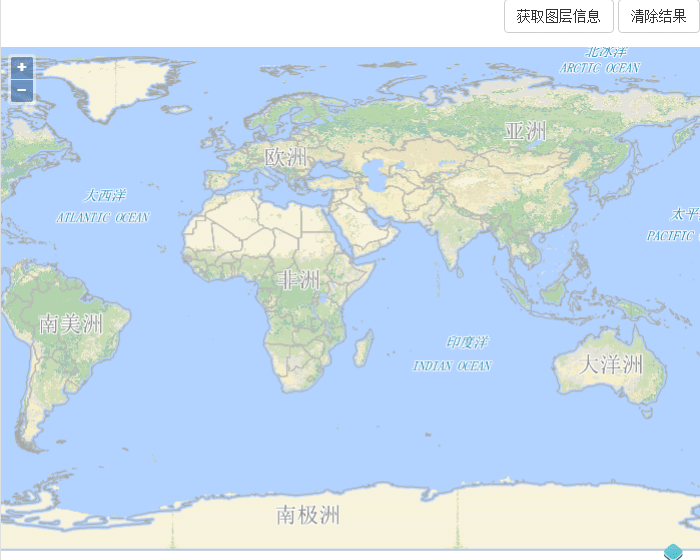 获取图层信息 清除结果
+
−
北冰洋
ARCTIC OCEAN
亚洲
欧洲
大西洋
ATLANTIC OCEAN
太平
PACIFIC
非洲
南美洲
印度洋
INDIAN OCEAN
大洋洲
南极洲